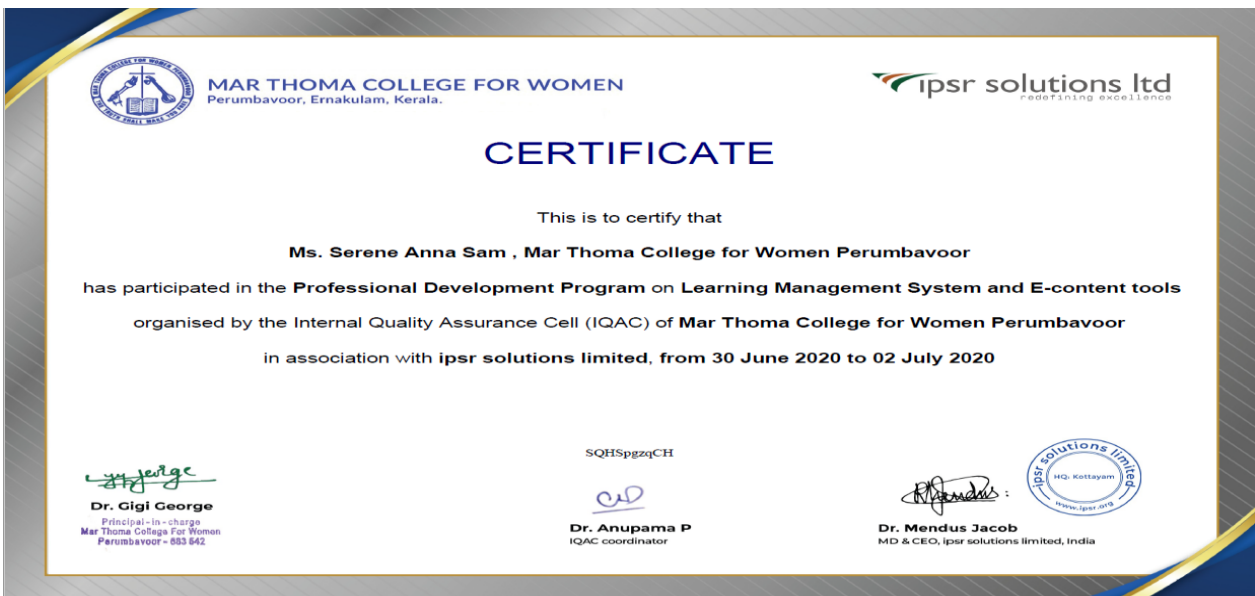 MAR THOMA COLLEGE FOR WOMEN
Perumbavoor, Ernakulam, Kerala.
ipsr solutions ltd
redefining excellence
CERTIFICATE
This is to certify that
Ms. Serene Anna Sam , Mar Thoma College for Women Perumbavoor
has participated in the Professional Development Program on Learning Management System and E-content tools
organised by the Internal Quality Assurance Cell (IQAC) of Mar Thoma College for Women Perumbavoor
in association with ipsr solutions limited, from 30 June 2020 to 02 July 2020
Dr. Gigi George
Principal-in-charge
Mar Thoma College For Women
Perumbavoor - 683 542
SQHSpgzqCH
Dr. Anupama P
IQAC coordinator
ipsr solutions limited
HQ. Kottayam
www.ipsr.org
Dr. Mendus Jacob
MD & CEO, ipsr solutions limited, India